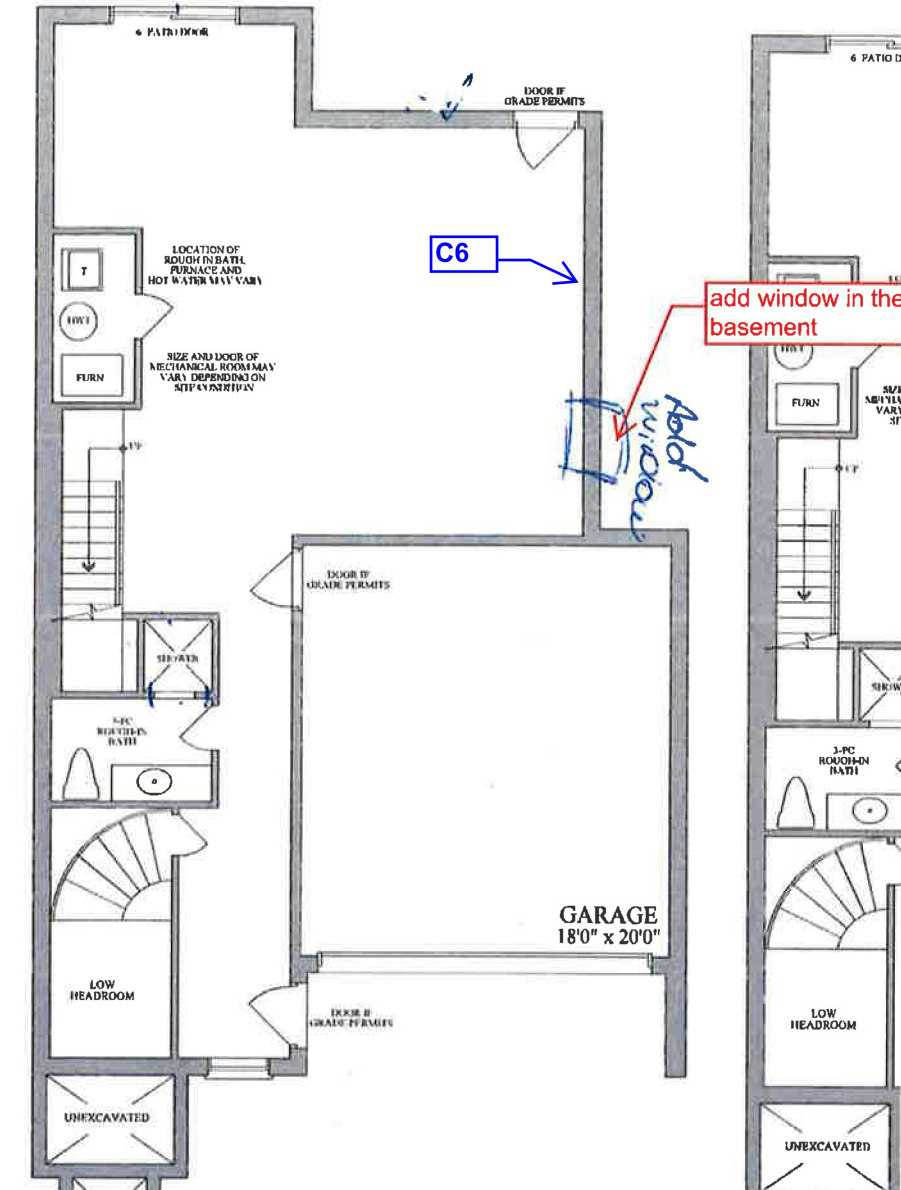 6 PATIO DOOR
DOOR IF
GRADE PERMITS
6 PATIO D
C6
LOCATION OF
ROUGH IN BATH,
FURNACE AND
HOT WATER MAY VARY
T
HWT
SIZE AND DOOR OF
MECHANICAL ROOM MAY
VARY DEPENDING ON
SITE CONDITION
FURN
add window in the
basement
HWT
FURN
VARY
Add
window
UP
UP
DOOR IF
GRADE PERMITS
SHOWER
SHOW
3-PC
ROUGH-IN
BATH
3-PC
ROUGH-IN
BATH
GARAGE
18'0" x 20'0"
LOW
HEADROOM
DOOR IF
GRADE PERMITS
LOW
HEADROOM
UNEXCAVATED
UNEXCAVATED